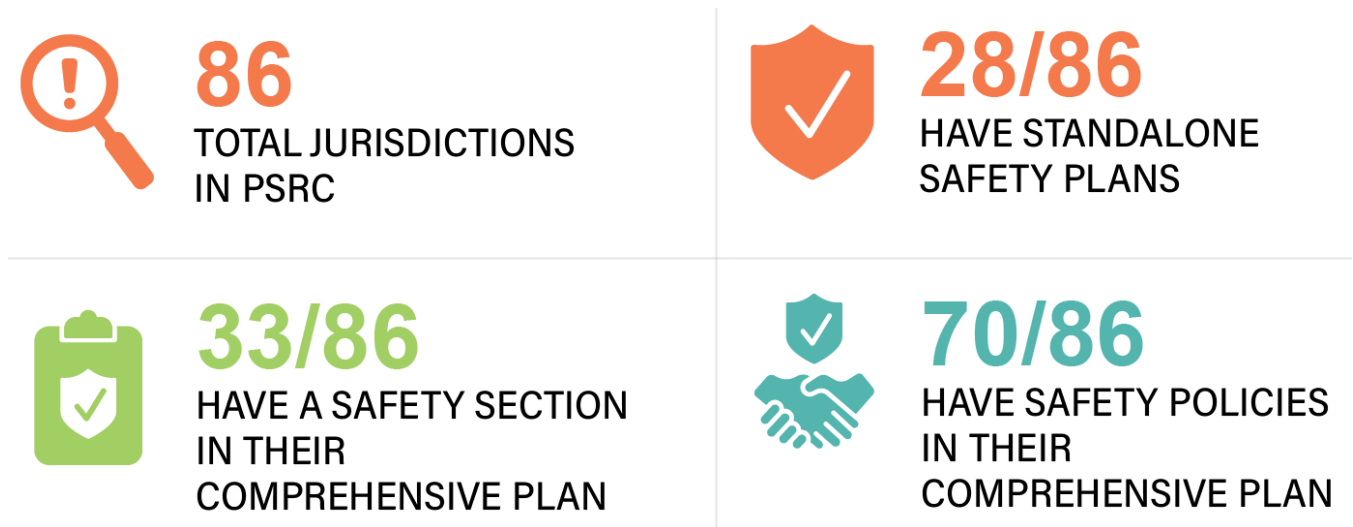 86
TOTAL JURISDICTIONS
IN PSRC
28/86
HAVE STANDALONE
SAFETY PLANS
33/86
HAVE A SAFETY SECTION
IN THEIR
COMPREHENSIVE PLAN
70/86
HAVE SAFETY POLICIES
IN THEIR
COMPREHENSIVE PLAN